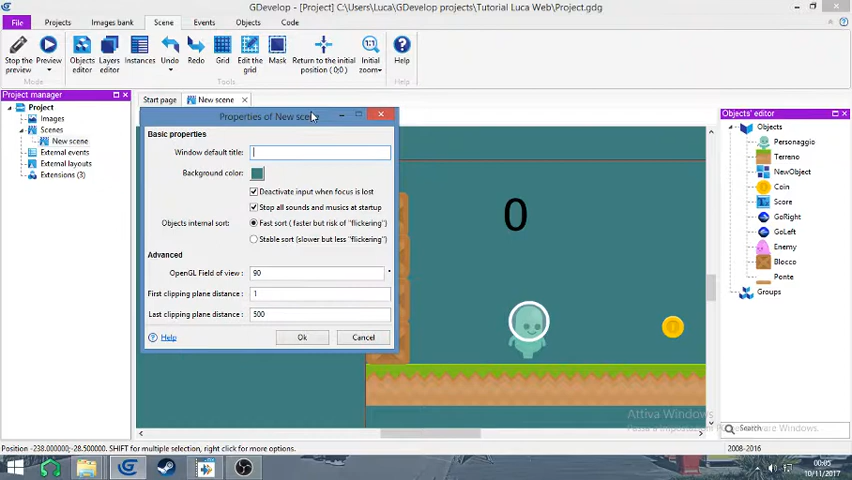 GDevelop - [Project] C:\Users\Luca\GDevelop projects\Tutorial Luca Web\Project.gdg
File Projects Images bank Scene Events Objects Code
Stop the preview Preview Objects editor Layers editor Instances Undo Redo Grid Edit the grid Mask Return to the initial position (0;0) Initial zoom Help
Mode Tools Help
Project manager
Project
Images
Scenes
New scene
External events
External layouts
Extensions (3)
Start page New scene
Properties of New scene
Basic properties
Window default title:
Background color:
Deactivate input when focus is lost
Stop all sounds and musics at startup
Objects internal sort: Fast sort ( faster but risk of "flickering")
Stable sort (slower but less "flickering")
Advanced
OpenGL Field of view: 90 °
First clipping plane distance: 1
Last clipping plane distance: 500
Help Ok Cancel
0
Objects' editor
Objects
Personaggio
Terreno
NewObject
Coin
Score
GoRight
GoLeft
Enemy
Blocco
Ponte
Groups
Attiva Windows
Search
Windows.
Position -238.000000;-28.500000. SHIFT for multiple selection, right click for more options.
2008-2016
00:05
10/11/2017